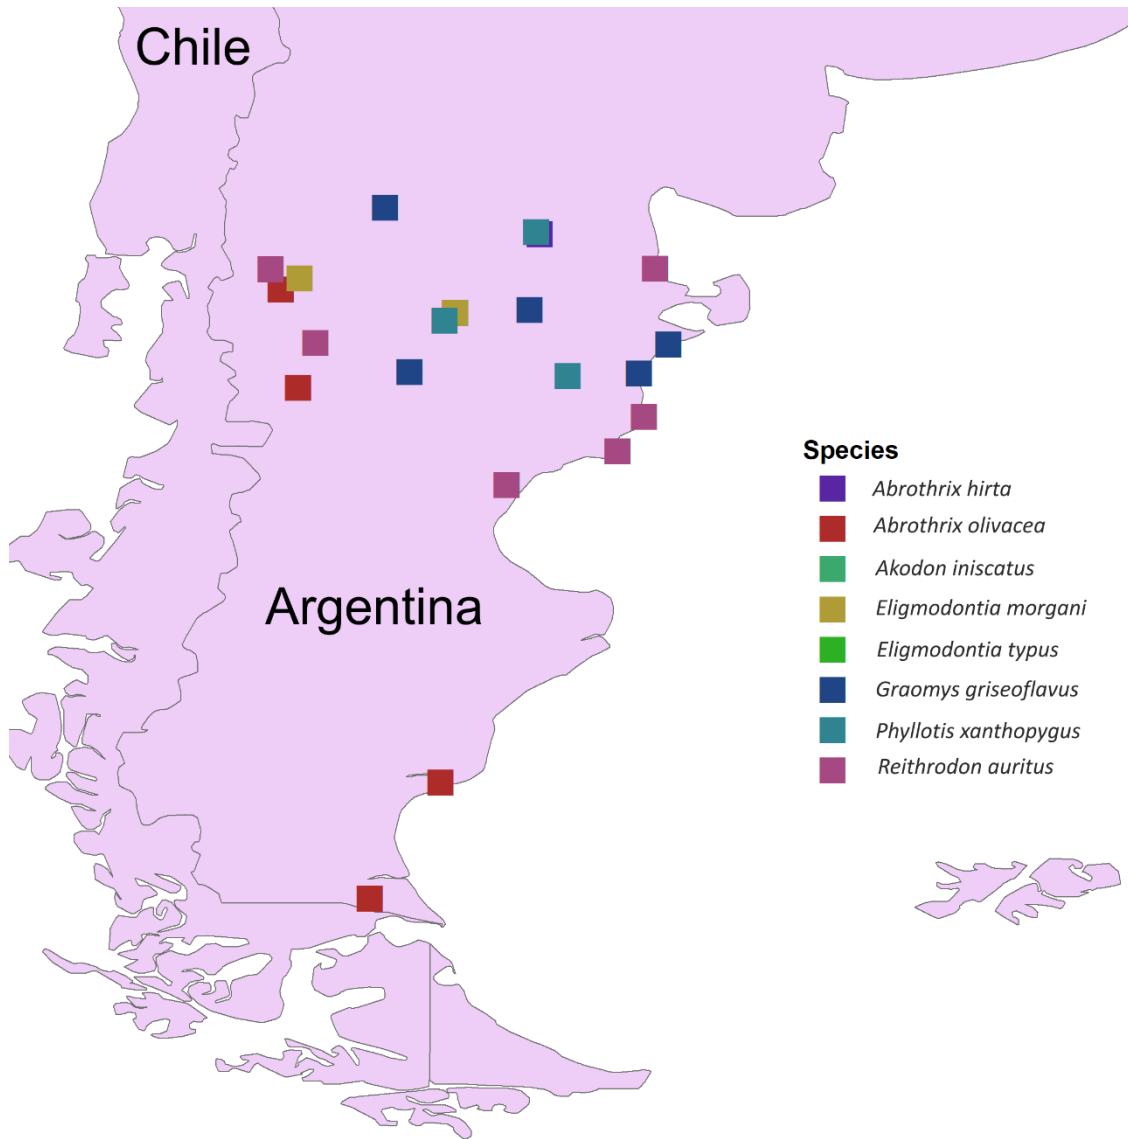 Chile
Argentina
Species
Abrothrix hirta
Abrothrix olivacea
Akodon iniscatus
Eligmodontia morgani
Eligmodontia typus
Graomys griseoflavus
Phyllotis xanthopygus
Reithrodon auritus